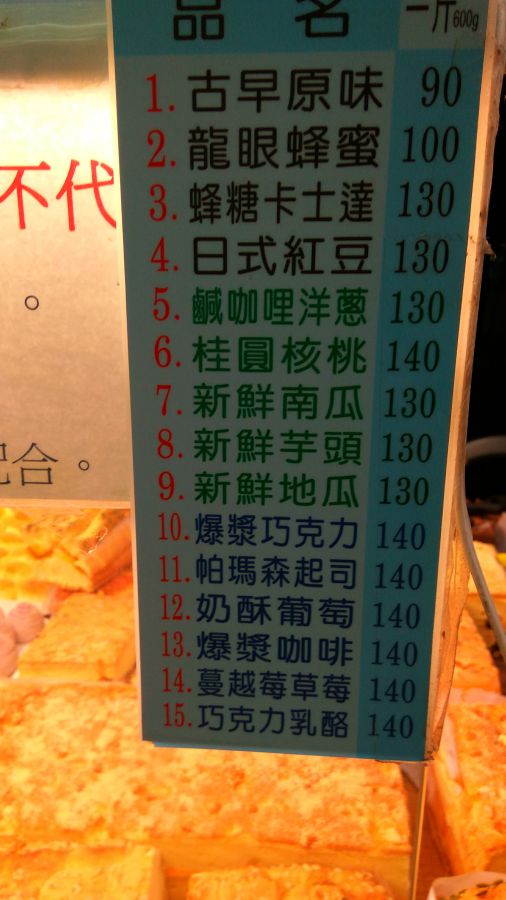 品名 一斤600g
1. 古早原味 90
2. 龍眼蜂蜜 100
3. 蜂糖卡士達 130
4. 日式紅豆 130
5. 鹹咖哩洋蔥 130
6. 桂圓核桃 140
7. 新鮮南瓜 130
8. 新鮮芋頭 130
9. 新鮮地瓜 130
10. 爆漿巧克力 140
11. 帕瑪森起司 140
12. 奶酥葡萄 140
13. 爆漿咖啡 140
14. 蔓越莓草莓 140
15. 巧克力乳酪 140
不代
。
合。